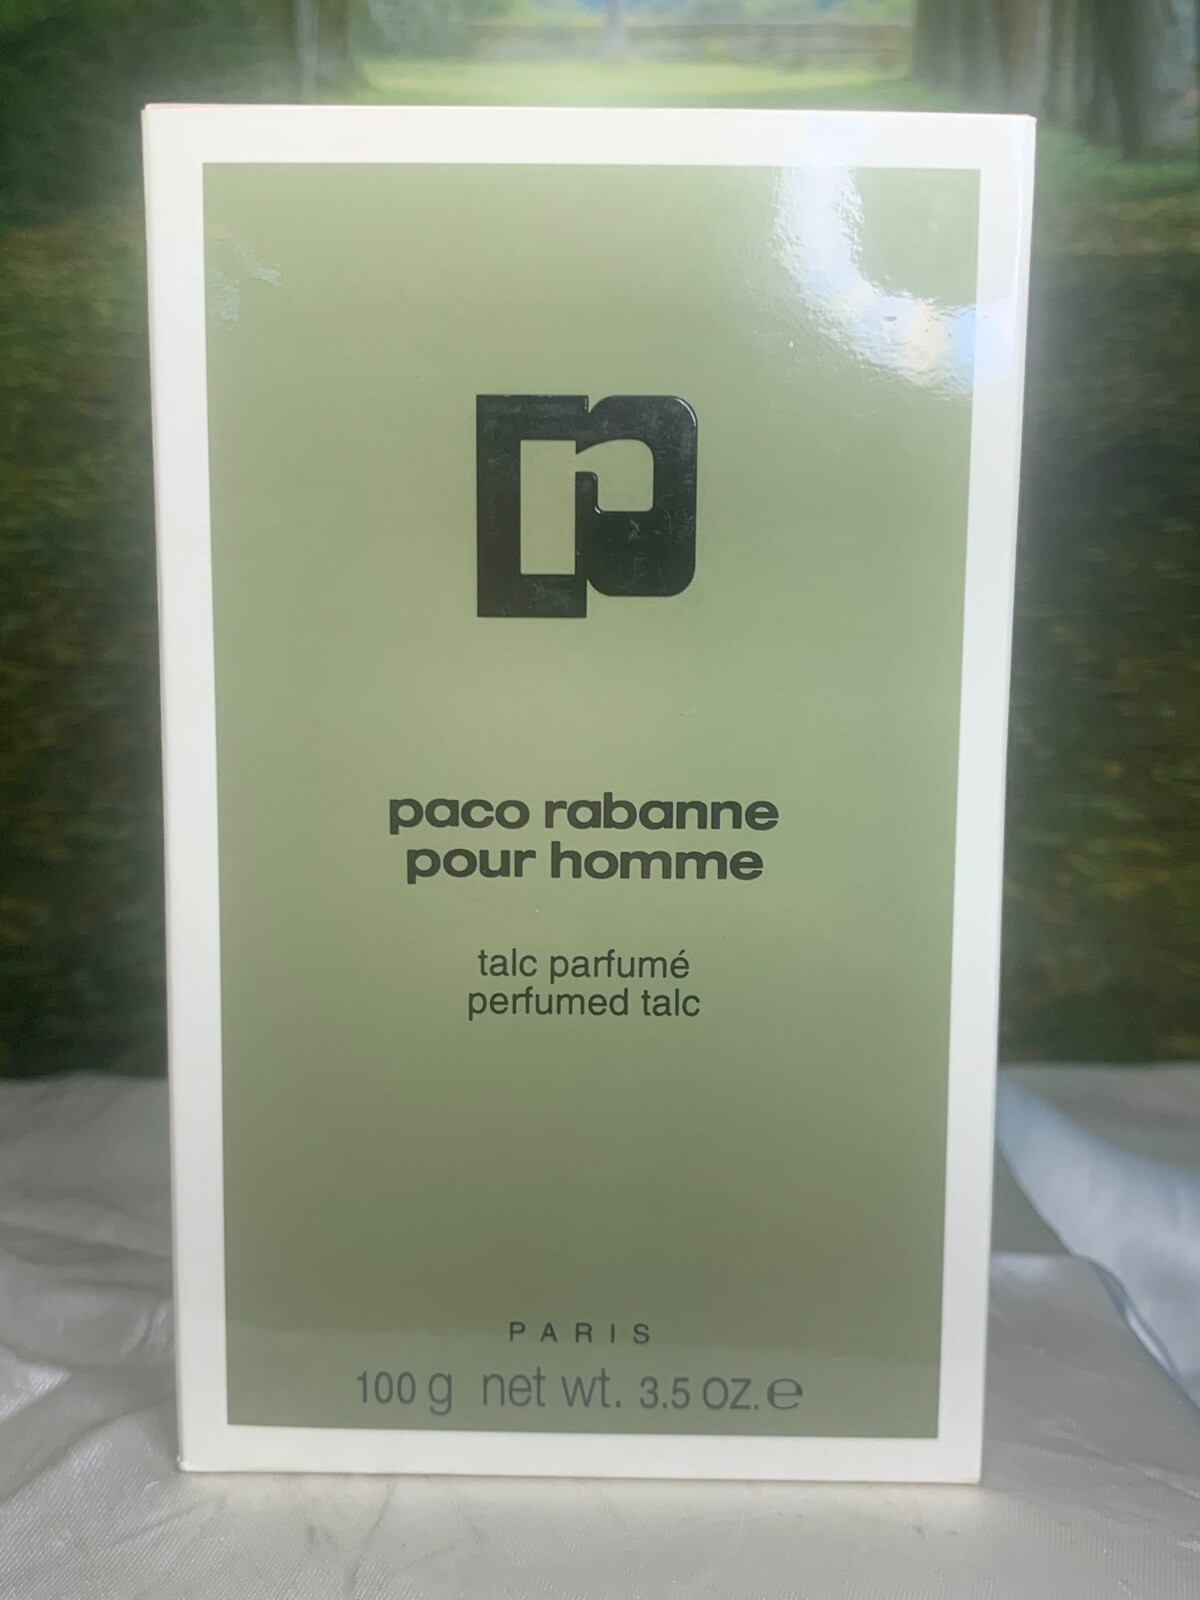 paco rabanne
pour homme
talc parfumé
perfumed talc
PARIS
100 g net wt. 3.5 OZ. ℮